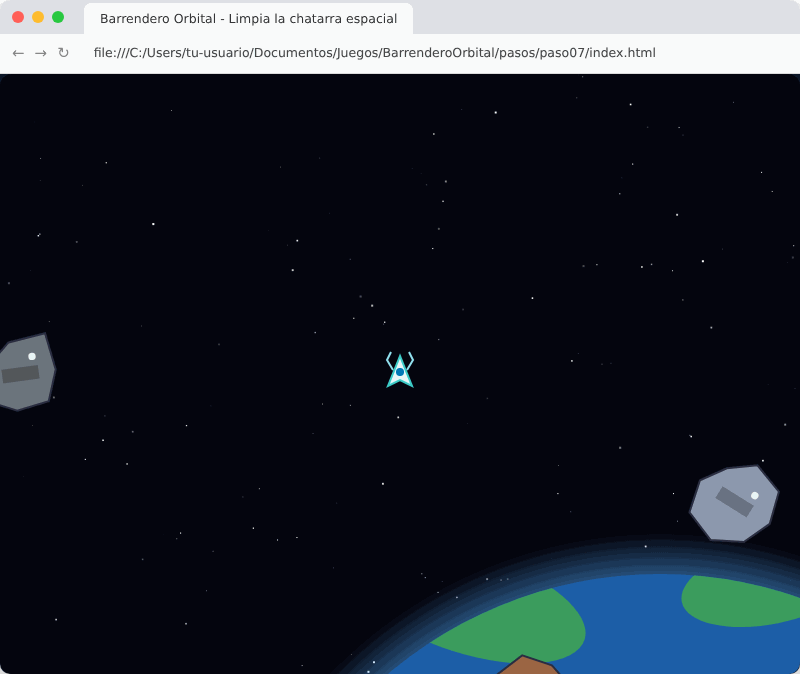 Barrendero Orbital - Limpia la chatarra espacial
file:///C:/Users/tu-usuario/Documentos/Juegos/BarrenderoOrbital/pasos/paso07/index.html